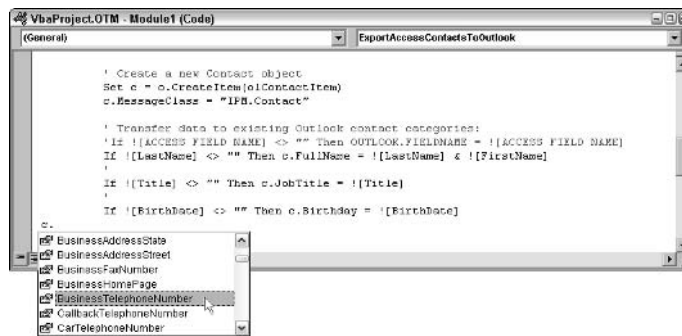 VbaProject.OTM - Module1 (Code)
(General) ExportAccessContactsToOutlook
' Create a new Contact object
Set c = o.CreateItem(olContactItem)
c.MessageClass = "IPM.Contact"
' Transfer data to existing Outlook contact categories:
'If ![ACCESS FIELD NAME] <> "" Then OUTLOOK.FIELDNAME = ![ACCESS FIELD NAME]
If ![LastName] <> "" Then c.FullName = ![LastName] & ![FirstName]
'
If ![Title] <> "" Then c.JobTitle = ![Title]
'
If ![BirthDate] <> "" Then c.Birthday = ![BirthDate]
c.
BusinessAddressState
BusinessAddressStreet
BusinessFaxNumber
BusinessHomePage
BusinessTelephoneNumber
CallbackTelephoneNumber
CarTelephoneNumber